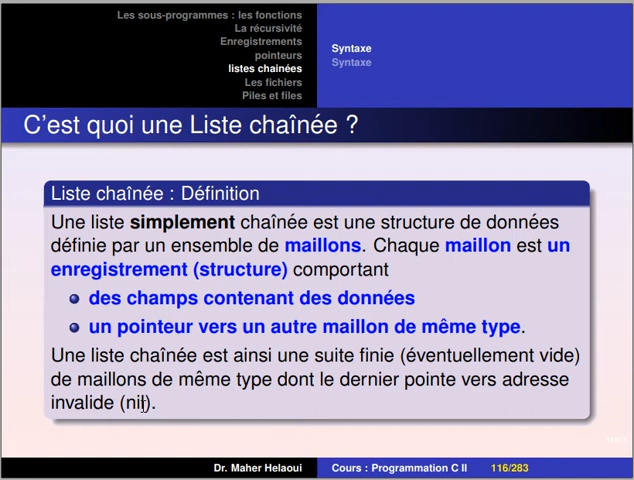 Les sous-programmes : les fonctions
La récursivité
Enregistrements
pointeurs
listes chainées
Les fichiers
Piles et files
Syntaxe
Syntaxe
C'est quoi une Liste chaînée ?
Liste chaînée : Définition
Une liste simplement chaînée est une structure de données
définie par un ensemble de maillons. Chaque maillon est un
enregistrement (structure) comportant
des champs contenant des données
un pointeur vers un autre maillon de même type.
Une liste chaînée est ainsi une suite finie (éventuellement vide)
de maillons de même type dont le dernier pointe vers adresse
invalide (nil).
Dr. Maher Helaoui
Cours : Programmation C II
116/283